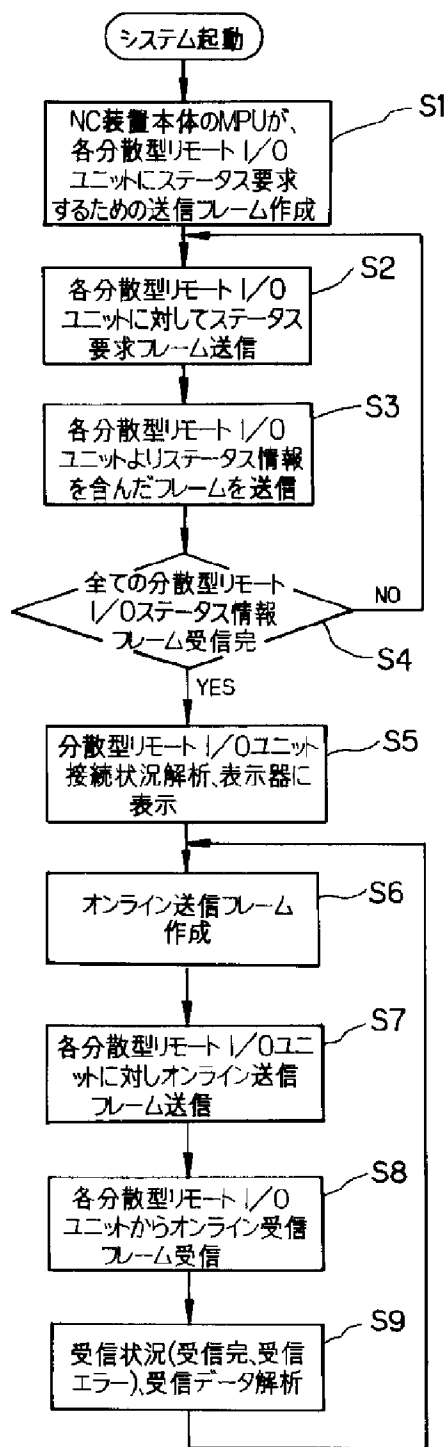 システム起動
S1
NC装置本体のMPUが、
各分散型リモートI/O
ユニットにステータス要求
するための送信フレーム作成
S2
各分散型リモートI/O
ユニットに対してステータス
要求フレーム送信
S3
各分散型リモートI/O
ユニットよりステータス情報
を含んだフレームを送信
全ての分散型リモート
I/Oステータス情報
フレーム受信完
NO
S4
YES
S5
分散型リモートI/Oユニット
接続状況解析、表示器に
表示
S6
オンライン送信フレーム
作成
S7
各分散型リモートI/Oユニ
ットに対しオンライン送信
フレーム送信
S8
各分散型リモートI/O
ユニットからオンライン受信
フレーム受信
S9
受信状況(受信完、受信
エラー)、受信データ解析